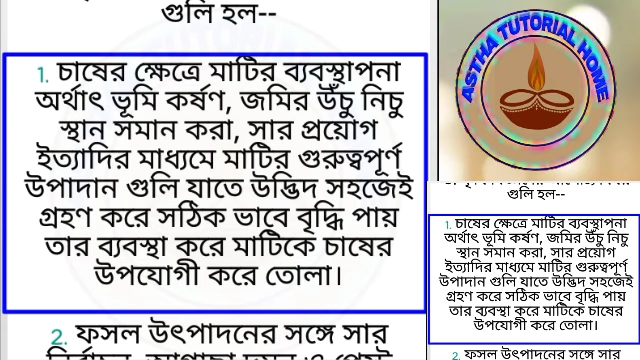 গুলি হল--
1. চাষের ক্ষেত্রে মাটির ব্যবস্থাপনা
অর্থাৎ ভূমি কর্ষণ, জমির উঁচু নিচু
স্থান সমান করা, সার প্রয়োগ
ইত্যাদির মাধ্যমে মাটির গুরুত্বপূর্ণ
উপাদান গুলি যাতে উদ্ভিদ সহজেই
গ্রহণ করে সঠিক ভাবে বৃদ্ধি পায়
তার ব্যবস্থা করে মাটিকে চাষের
উপযোগী করে তোলা।
2. ফসল উৎপাদনের সঙ্গে সার
ASTHA TUTORIAL HOME
গুলি হল--
1. চাষের ক্ষেত্রে মাটির ব্যবস্থাপনা
অর্থাৎ ভূমি কর্ষণ, জমির উঁচু নিচু
স্থান সমান করা, সার প্রয়োগ
ইত্যাদির মাধ্যমে মাটির গুরুত্বপূর্ণ
উপাদান গুলি যাতে উদ্ভিদ সহজেই
গ্রহণ করে সঠিক ভাবে বৃদ্ধি পায়
তার ব্যবস্থা করে মাটিকে চাষের
উপযোগী করে তোলা।
2. ফসল উৎপাদনের সঙ্গে সার